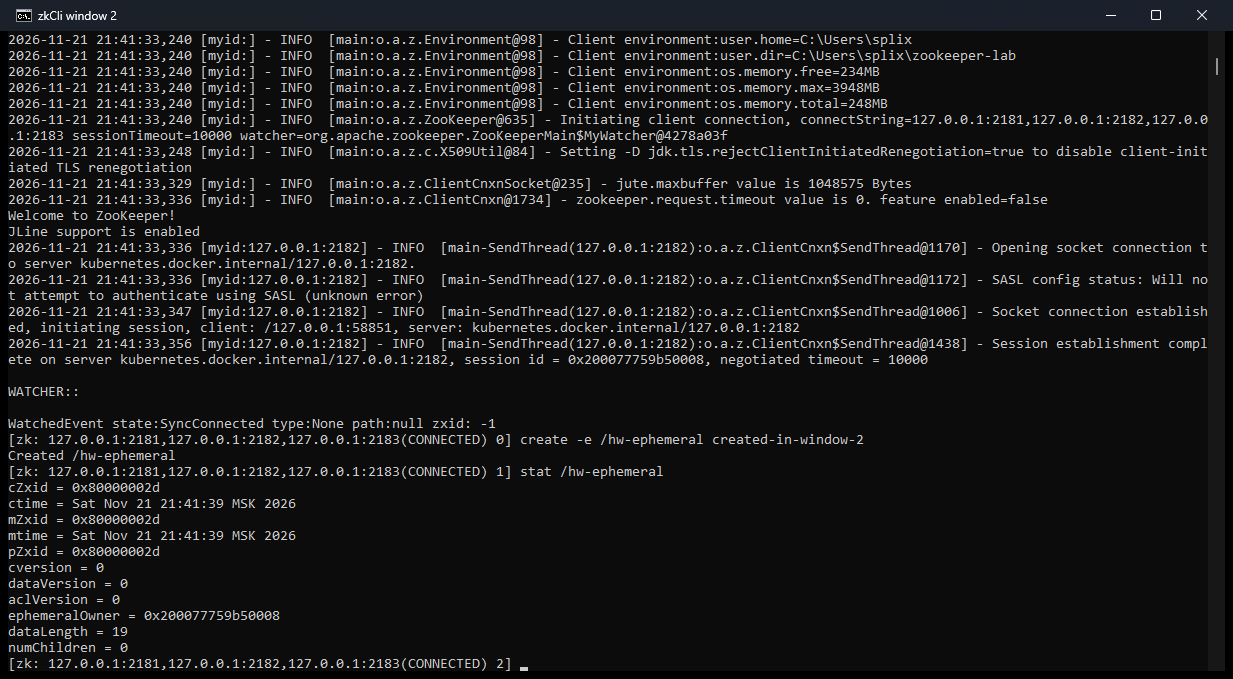 zkCli window 2
2026-11-21 21:41:33,240 [myid:] - INFO  [main:o.a.z.Environment@98] - Client environment:user.home=C:\Users\splix
2026-11-21 21:41:33,240 [myid:] - INFO  [main:o.a.z.Environment@98] - Client environment:user.dir=C:\Users\splix\zookeeper-lab
2026-11-21 21:41:33,240 [myid:] - INFO  [main:o.a.z.Environment@98] - Client environment:os.memory.free=234MB
2026-11-21 21:41:33,240 [myid:] - INFO  [main:o.a.z.Environment@98] - Client environment:os.memory.max=3948MB
2026-11-21 21:41:33,240 [myid:] - INFO  [main:o.a.z.Environment@98] - Client environment:os.memory.total=248MB
2026-11-21 21:41:33,240 [myid:] - INFO  [main:o.a.z.ZooKeeper@635] - Initiating client connection, connectString=127.0.0.1:2181,127.0.0.1:2182,127.0.0
.1:2183 sessionTimeout=10000 watcher=org.apache.zookeeper.ZooKeeperMain$MyWatcher@4278a03f
2026-11-21 21:41:33,248 [myid:] - INFO  [main:o.a.z.c.X509Util@84] - Setting -D jdk.tls.rejectClientInitiatedRenegotiation=true to disable client-init
iated TLS renegotiation
2026-11-21 21:41:33,329 [myid:] - INFO  [main:o.a.z.ClientCnxnSocket@235] - jute.maxbuffer value is 1048575 Bytes
2026-11-21 21:41:33,336 [myid:] - INFO  [main:o.a.z.ClientCnxn@1734] - zookeeper.request.timeout value is 0. feature enabled=false
Welcome to ZooKeeper!
JLine support is enabled
2026-11-21 21:41:33,336 [myid:127.0.0.1:2182] - INFO  [main-SendThread(127.0.0.1:2182):o.a.z.ClientCnxn$SendThread@1170] - Opening socket connection t
o server kubernetes.docker.internal/127.0.0.1:2182.
2026-11-21 21:41:33,336 [myid:127.0.0.1:2182] - INFO  [main-SendThread(127.0.0.1:2182):o.a.z.ClientCnxn$SendThread@1172] - SASL config status: Will no
t attempt to authenticate using SASL (unknown error)
2026-11-21 21:41:33,347 [myid:127.0.0.1:2182] - INFO  [main-SendThread(127.0.0.1:2182):o.a.z.ClientCnxn$SendThread@1006] - Socket connection establish
ed, initiating session, client: /127.0.0.1:58851, server: kubernetes.docker.internal/127.0.0.1:2182
2026-11-21 21:41:33,356 [myid:127.0.0.1:2182] - INFO  [main-SendThread(127.0.0.1:2182):o.a.z.ClientCnxn$SendThread@1438] - Session establishment compl
ete on server kubernetes.docker.internal/127.0.0.1:2182, session id = 0x200077759b50008, negotiated timeout = 10000
WATCHER::
WatchedEvent state:SyncConnected type:None path:null zxid: -1
[zk: 127.0.0.1:2181,127.0.0.1:2182,127.0.0.1:2183(CONNECTED) 0] create -e /hw-ephemeral created-in-window-2
Created /hw-ephemeral
[zk: 127.0.0.1:2181,127.0.0.1:2182,127.0.0.1:2183(CONNECTED) 1] stat /hw-ephemeral
cZxid = 0x80000002d
ctime = Sat Nov 21 21:41:39 MSK 2026
mZxid = 0x80000002d
mtime = Sat Nov 21 21:41:39 MSK 2026
pZxid = 0x80000002d
cversion = 0
dataVersion = 0
aclVersion = 0
ephemeralOwner = 0x200077759b50008
dataLength = 19
numChildren = 0
[zk: 127.0.0.1:2181,127.0.0.1:2182,127.0.0.1:2183(CONNECTED) 2]